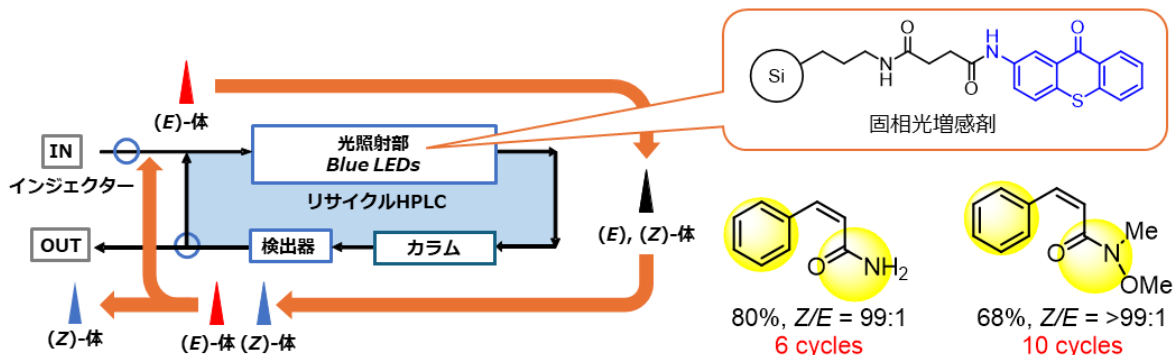 (E)-体
IN
インジェクター
光照射部
Blue LEDs
リサイクルHPLC
OUT
検出器
カラム
(E), (Z)-体
(Z)-体
(E)-体
(Z)-体
Si
N
H
O
O
H
N
O
S
固相光増感剤
O
NH2
80%, Z/E = 99:1
6 cycles
O
N
Me
OMe
68%, Z/E = >99:1
10 cycles